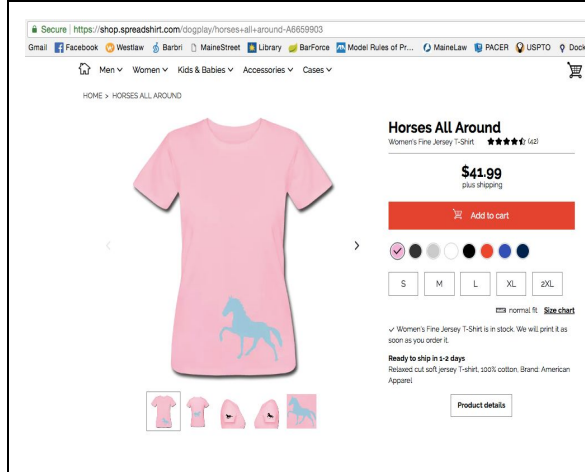 Secure | https://shop.spreadshirt.com/dogplay/horses+all+around-A6659903
Gmail Facebook Westlaw Barbri MaineStreet Library BarForce Model Rules of Pr... MaineLaw PACER USPTO Dock
Men Women Kids & Babies Accessories Cases
HOME > HORSES ALL AROUND
Horses All Around
Women's Fine Jersey T-Shirt (42)
$41.99
plus shipping
Add to cart
S M L XL 2XL
normal fit Size chart
✓ Women's Fine Jersey T-Shirt is in stock. We will print it as
soon as you order it.
Ready to ship in 1-2 days
Relaxed cut soft jersey T-shirt, 100% cotton, Brand: American
Apparel
Product details